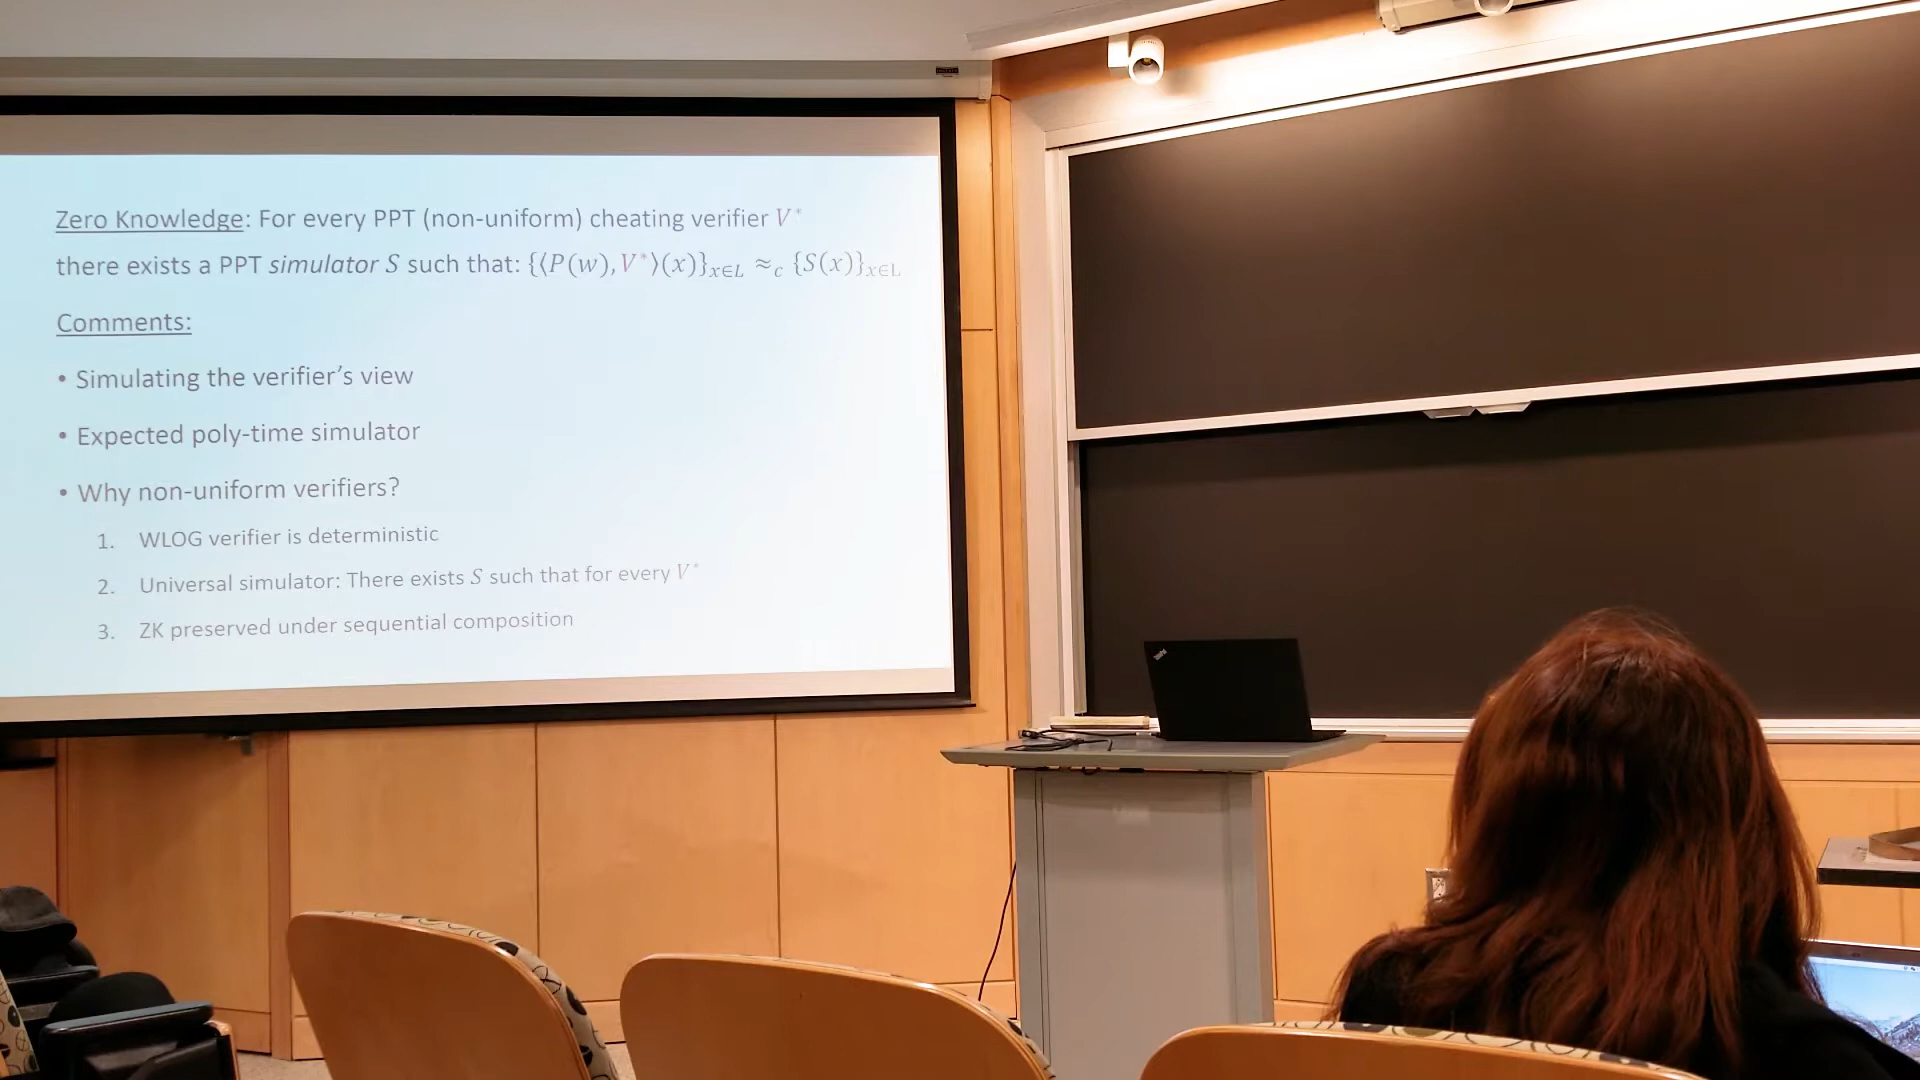 Zero Knowledge: For every PPT (non-uniform) cheating verifier V*
there exists a PPT simulator S such that: {⟨P(w),V*⟩(x)}ₓ∈L ≈c {S(x)}ₓ∈L
Comments:
• Simulating the verifier’s view
• Expected poly-time simulator
• Why non-uniform verifiers?
1. WLOG verifier is deterministic
2. Universal simulator: There exists S such that for every V*
3. ZK preserved under sequential composition
ThinkPad